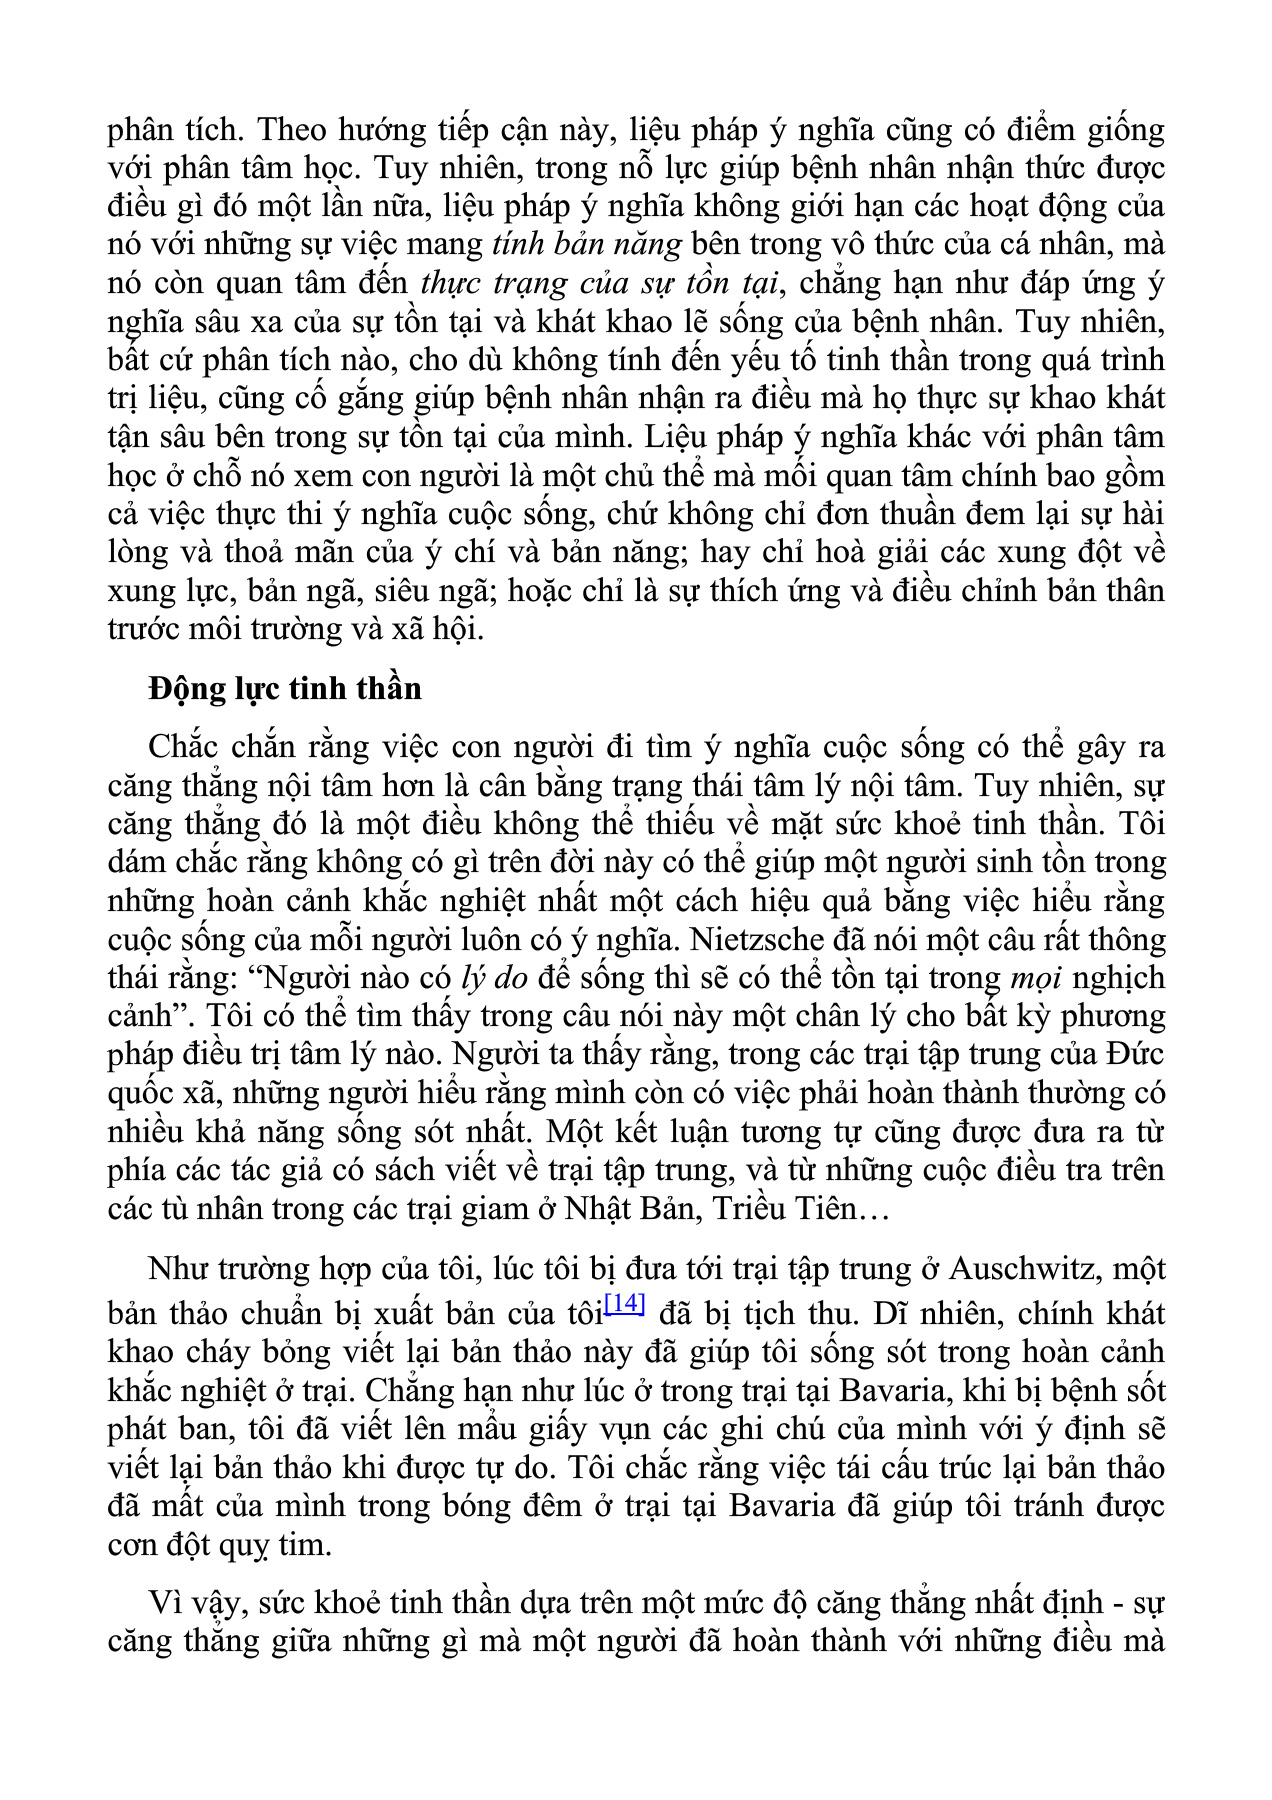 phân tích. Theo hướng tiếp cận này, liệu pháp ý nghĩa cũng có điểm giống
với phân tâm học. Tuy nhiên, trong nỗ lực giúp bệnh nhân nhận thức được
điều gì đó một lần nữa, liệu pháp ý nghĩa không giới hạn các hoạt động của
nó với những sự việc mang tính bản năng bên trong vô thức của cá nhân, mà
nó còn quan tâm đến thực trạng của sự tồn tại, chẳng hạn như đáp ứng ý
nghĩa sâu xa của sự tồn tại và khát khao lẽ sống của bệnh nhân. Tuy nhiên,
bất cứ phân tích nào, cho dù không tính đến yếu tố tinh thần trong quá trình
trị liệu, cũng cố gắng giúp bệnh nhân nhận ra điều mà họ thực sự khao khát
tận sâu bên trong sự tồn tại của mình. Liệu pháp ý nghĩa khác với phân tâm
học ở chỗ nó xem con người là một chủ thể mà mối quan tâm chính bao gồm
cả việc thực thi ý nghĩa cuộc sống, chứ không chỉ đơn thuần đem lại sự hài
lòng và thoả mãn của ý chí và bản năng; hay chỉ hoà giải các xung đột về
xung lực, bản ngã, siêu ngã; hoặc chỉ là sự thích ứng và điều chỉnh bản thân
trước môi trường và xã hội.
Động lực tinh thần
Chắc chắn rằng việc con người đi tìm ý nghĩa cuộc sống có thể gây ra
căng thẳng nội tâm hơn là cân bằng trạng thái tâm lý nội tâm. Tuy nhiên, sự
căng thẳng đó là một điều không thể thiếu về mặt sức khoẻ tinh thần. Tôi
dám chắc rằng không có gì trên đời này có thể giúp một người sinh tồn trong
những hoàn cảnh khắc nghiệt nhất một cách hiệu quả bằng việc hiểu rằng
cuộc sống của mỗi người luôn có ý nghĩa. Nietzsche đã nói một câu rất thông
thái rằng: “Người nào có lý do để sống thì sẽ có thể tồn tại trong mọi nghịch
cảnh”. Tôi có thể tìm thấy trong câu nói này một chân lý cho bất kỳ phương
pháp điều trị tâm lý nào. Người ta thấy rằng, trong các trại tập trung của Đức
quốc xã, những người hiểu rằng mình còn có việc phải hoàn thành thường có
nhiều khả năng sống sót nhất. Một kết luận tương tự cũng được đưa ra từ
phía các tác giả có sách viết về trại tập trung, và từ những cuộc điều tra trên
các tù nhân trong các trại giam ở Nhật Bản, Triều Tiên…
Như trường hợp của tôi, lúc tôi bị đưa tới trại tập trung ở Auschwitz, một
bản thảo chuẩn bị xuất bản của tôi[14] đã bị tịch thu. Dĩ nhiên, chính khát
khao cháy bỏng viết lại bản thảo này đã giúp tôi sống sót trong hoàn cảnh
khắc nghiệt ở trại. Chẳng hạn như lúc ở trong trại tại Bavaria, khi bị bệnh sốt
phát ban, tôi đã viết lên mẩu giấy vụn các ghi chú của mình với ý định sẽ
viết lại bản thảo khi được tự do. Tôi chắc rằng việc tái cấu trúc lại bản thảo
đã mất của mình trong bóng đêm ở trại tại Bavaria đã giúp tôi tránh được
cơn đột quỵ tim.
Vì vậy, sức khoẻ tinh thần dựa trên một mức độ căng thẳng nhất định - sự
căng thẳng giữa những gì mà một người đã hoàn thành với những điều mà